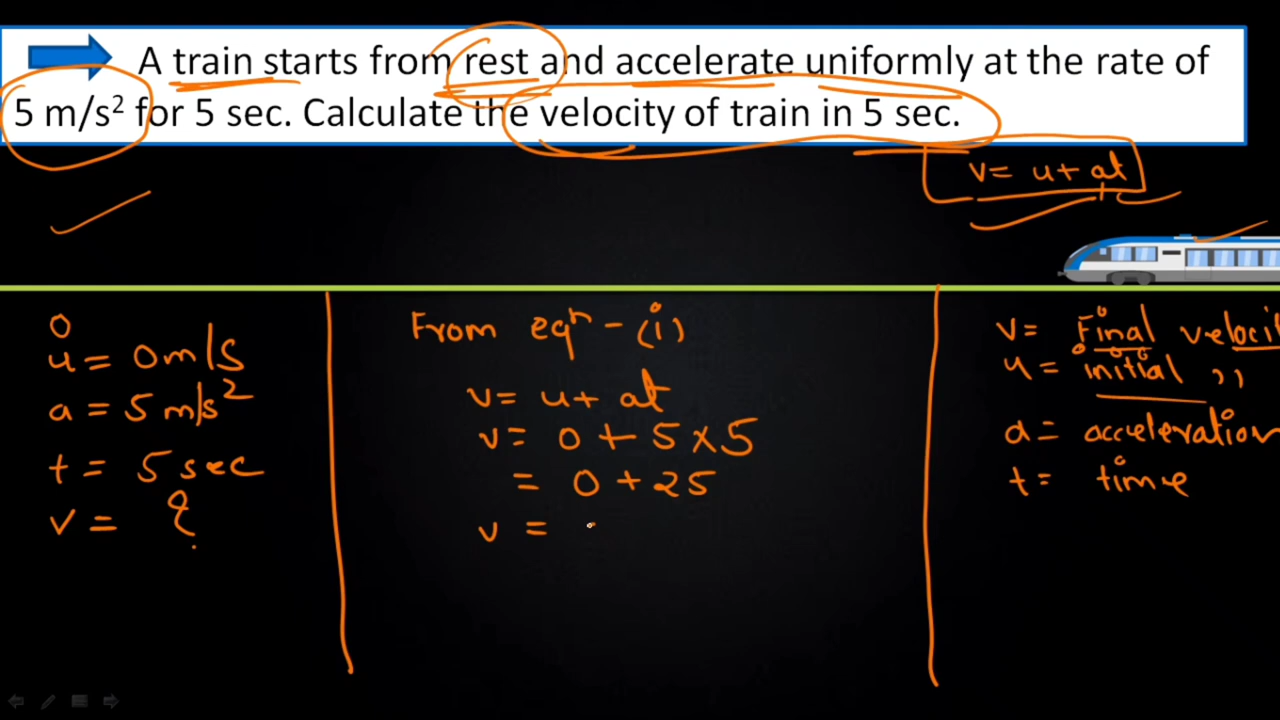 A train starts from rest and accelerate uniformly at the rate of
5 m/s² for 5 sec. Calculate the velocity of train in 5 sec.
v = u + at
0
u = 0 m/s
a = 5 m/s²
t = 5 sec
v = ?
From eqⁿ - (i)
v = u + at
v = 0 + 5 × 5
= 0 + 25
v =
v = Final veloci
u = initial ,,
a = acceleration
t = time